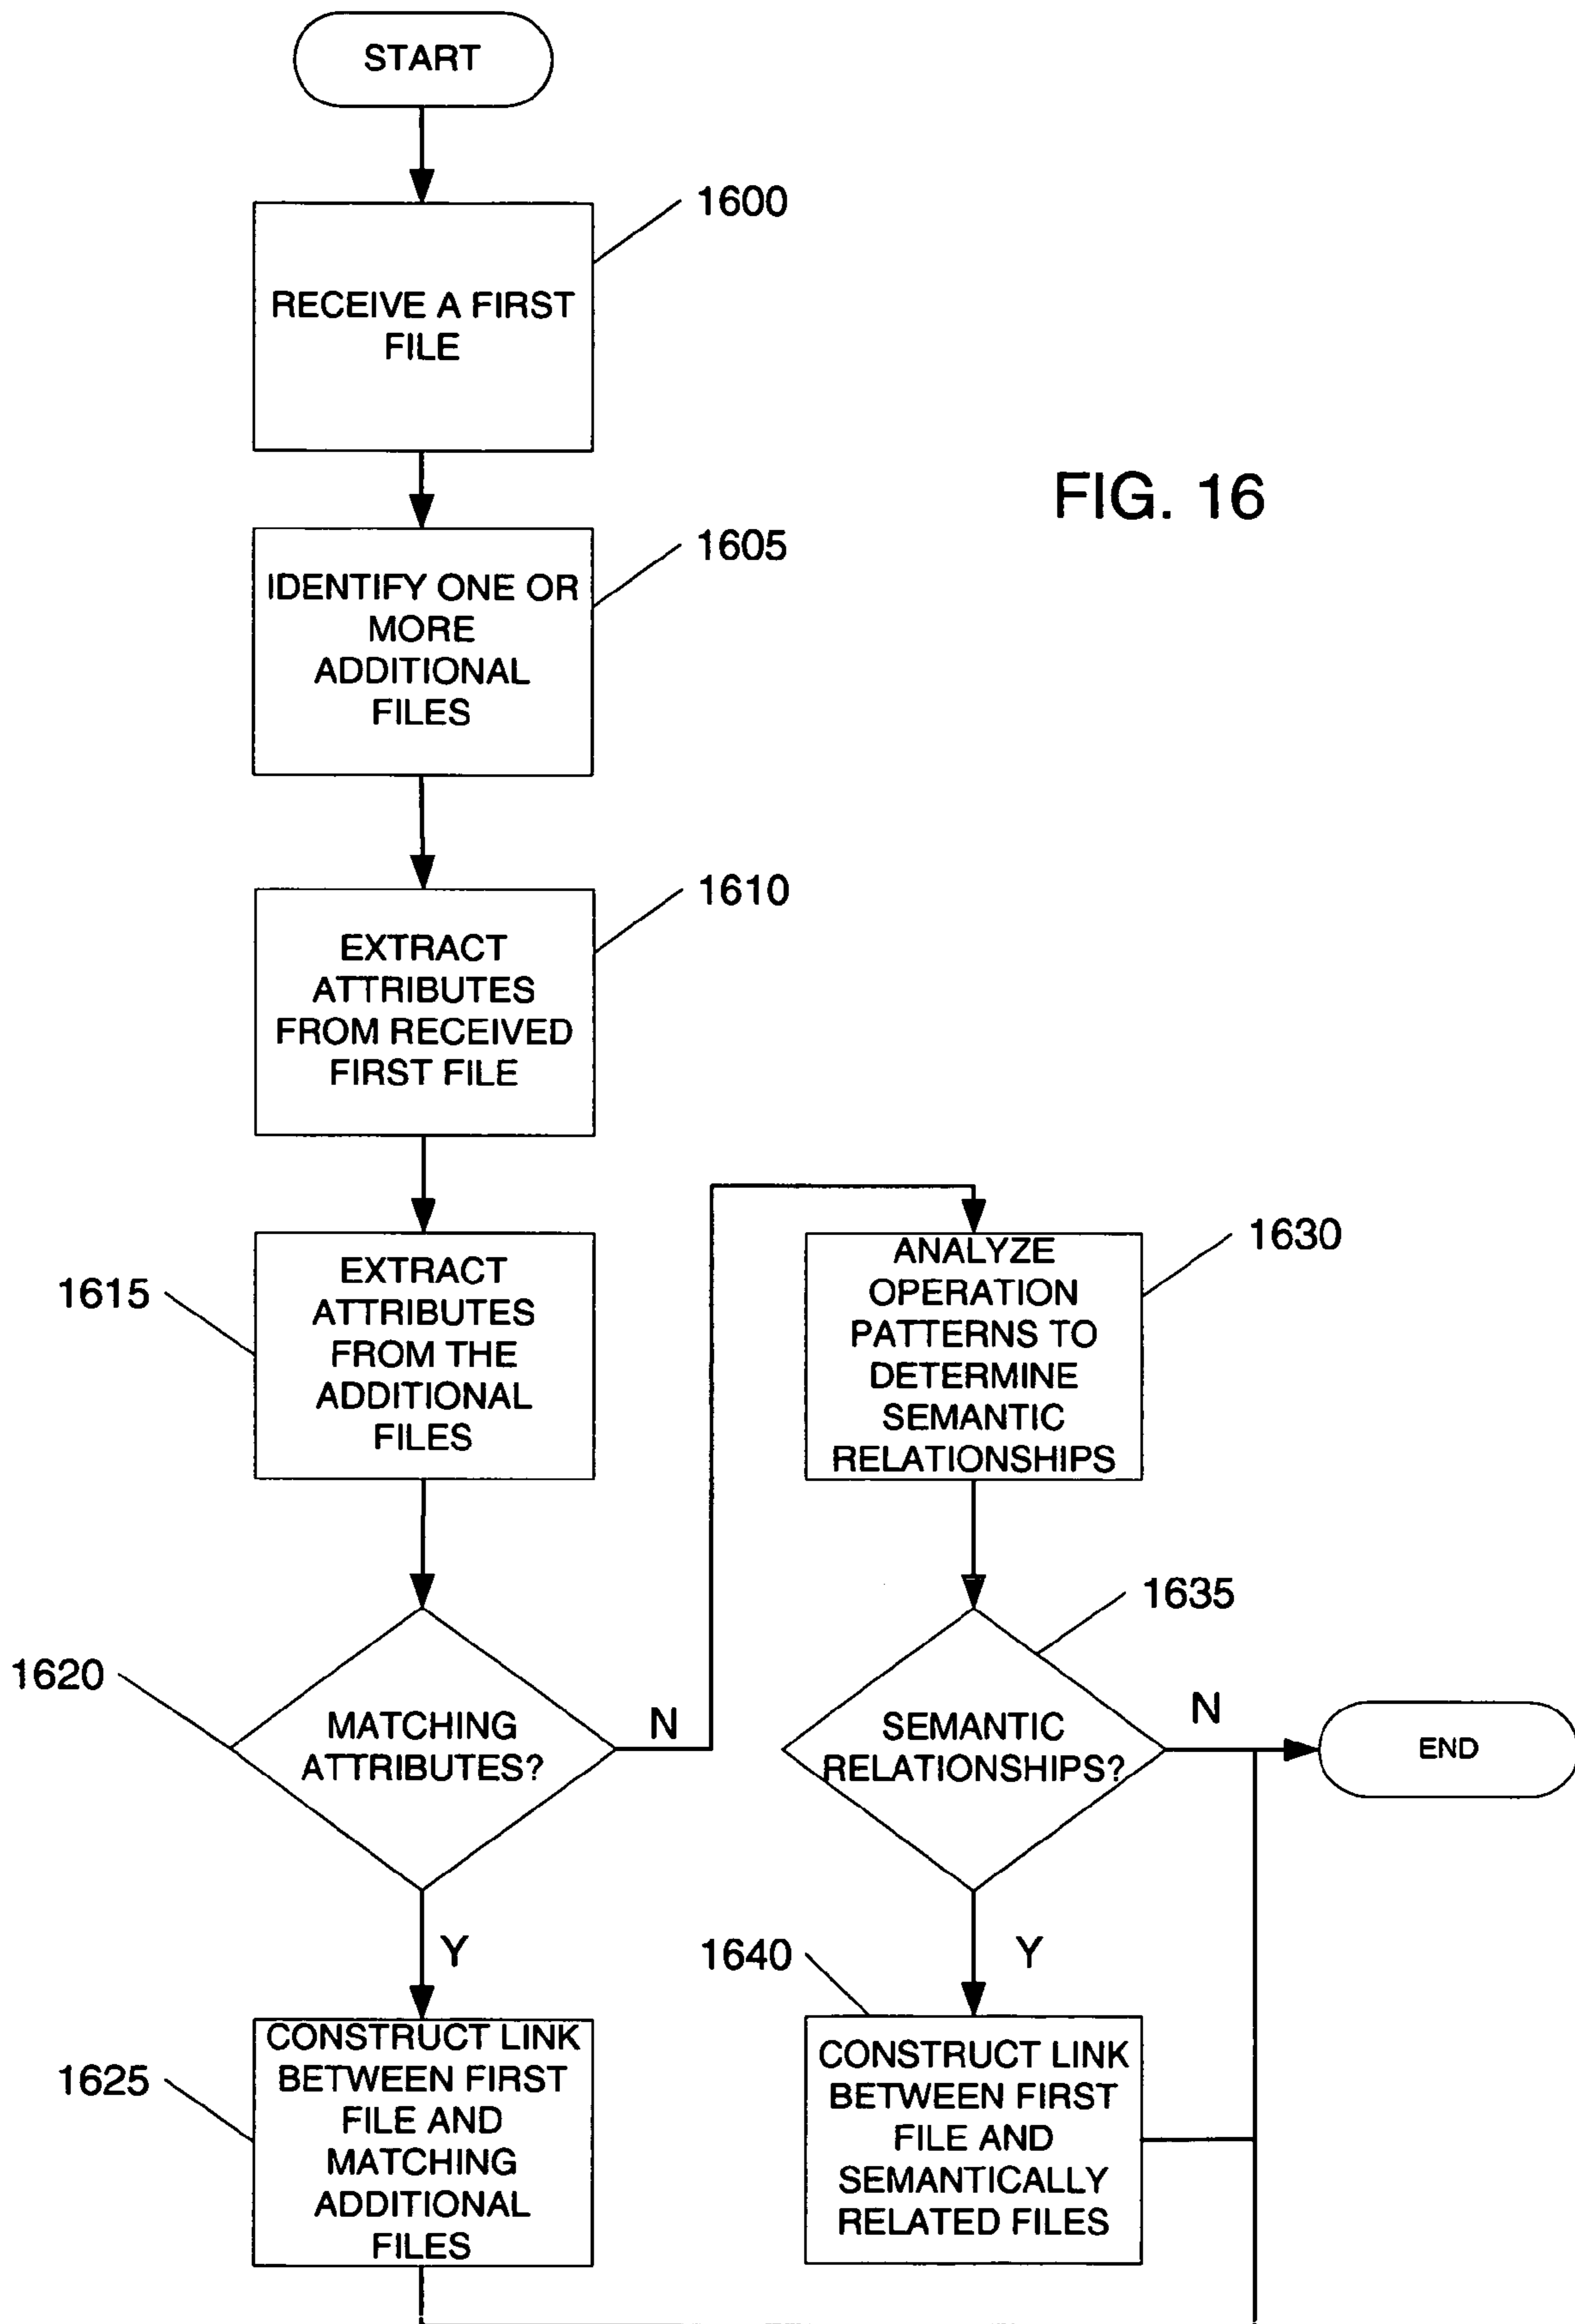 START
1600
RECEIVE A FIRST
FILE
FIG. 16
1605
IDENTIFY ONE OR
MORE
ADDITIONAL
FILES
1610
EXTRACT
ATTRIBUTES
FROM RECEIVED
FIRST FILE
1615
EXTRACT
ATTRIBUTES
FROM THE
ADDITIONAL
FILES
1620
MATCHING
ATTRIBUTES?
N
Y
1625
CONSTRUCT LINK
BETWEEN FIRST
FILE AND
MATCHING
ADDITIONAL
FILES
1630
ANALYZE
OPERATION
PATTERNS TO
DETERMINE
SEMANTIC
RELATIONSHIPS
1635
SEMANTIC
RELATIONSHIPS?
N
END
Y
1640
CONSTRUCT LINK
BETWEEN FIRST
FILE AND
SEMANTICALLY
RELATED FILES